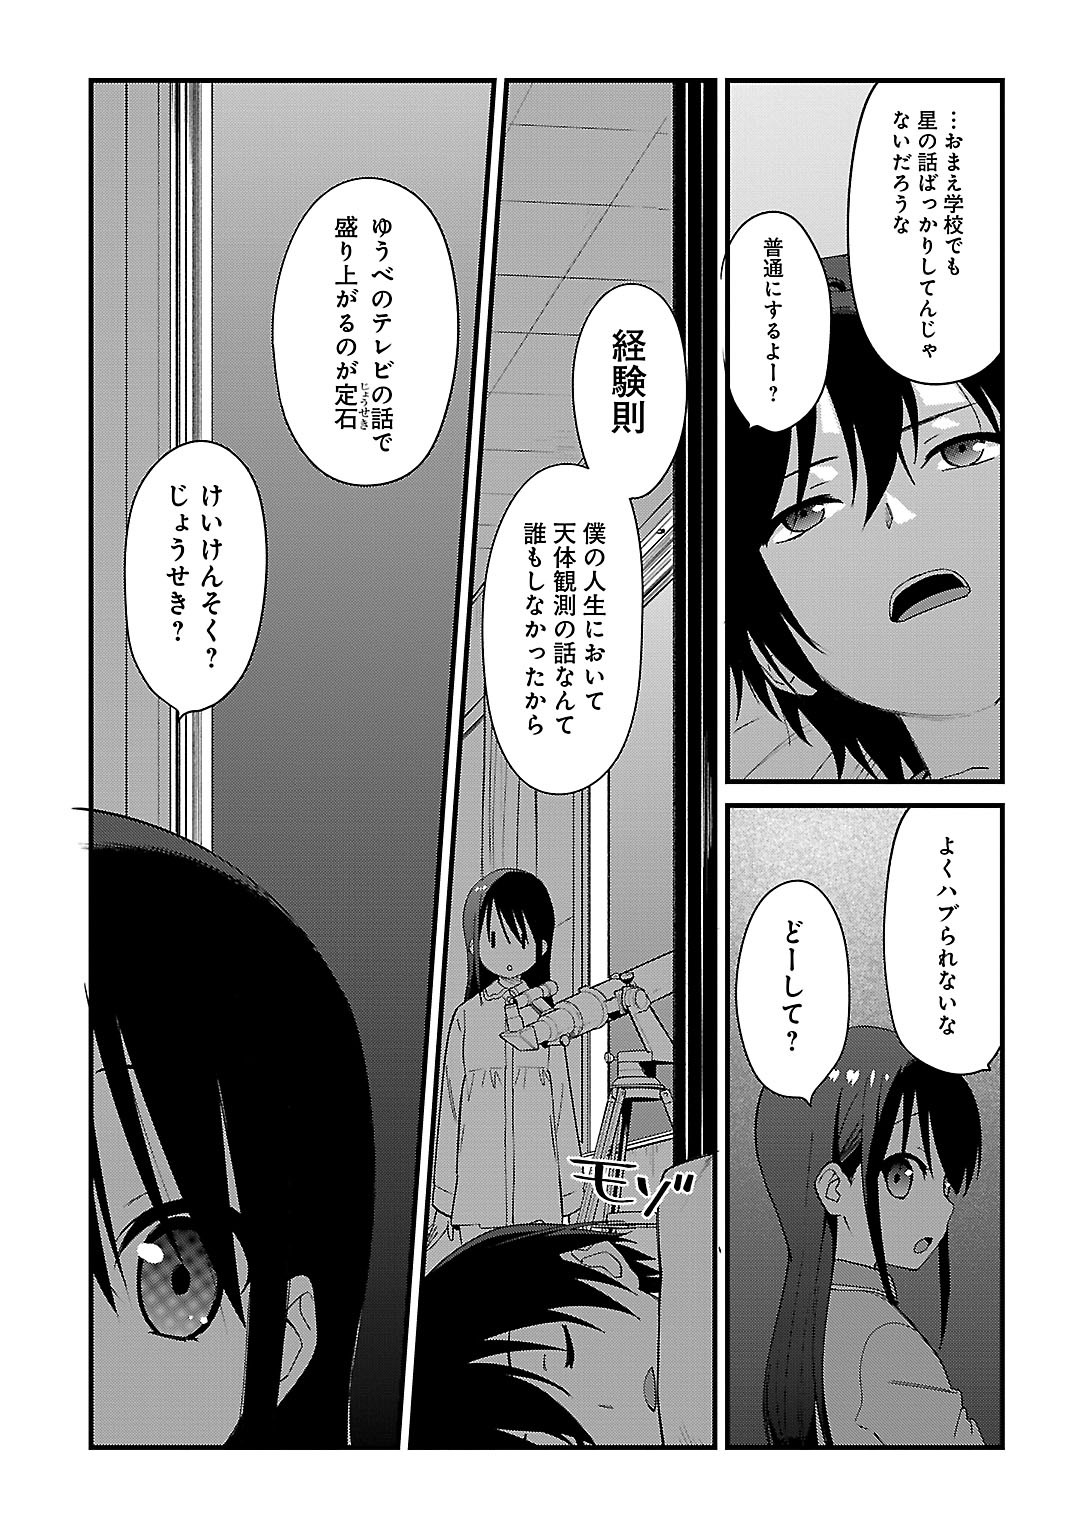 …おまえ学校でも
星の話ばっかりしてんじゃ
ないだろうな
普通にするよー?
よくハブられないな
どーして?
経験則
僕の人生において
天体観測の話なんて
誰もしなかったから
モゾ゛
ゆうべのテレビの話で
盛り上がるのが定石
じょうせき
けいけんそく?
じょうせき?